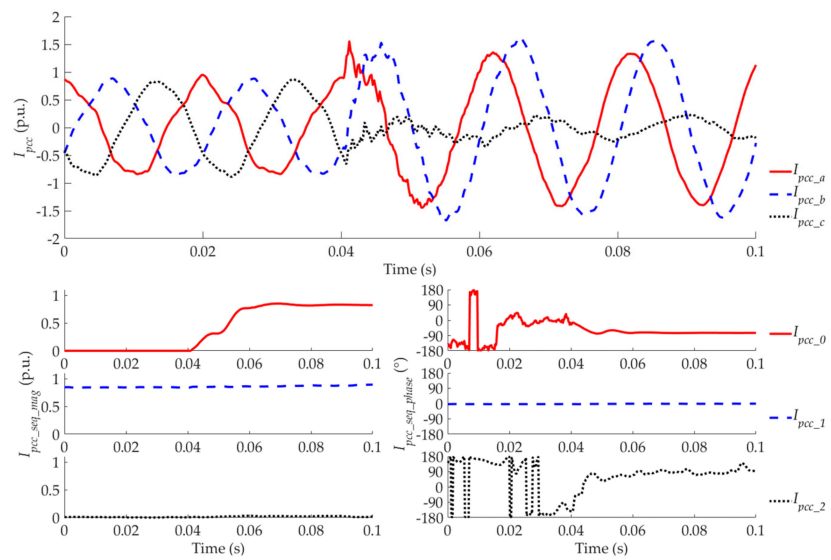 2
1.5
1
0.5
0
-0.5
-1
-1.5
-2
I_pcc (p.u.)
0 0.02 0.04 0.06 0.08 0.1
Time (s)
I_pcc_a
I_pcc_b
I_pcc_c
I_pcc_seq_mag (p.u.)
1
0.5
0
0 0.02 0.04 0.06 0.08 0.1
1
0.5
0
0 0.02 0.04 0.06 0.08 0.1
1
0.5
0
0 0.02 0.04 0.06 0.08 0.1
Time (s)
I_pcc_seq_phase (°)
180
90
0
-90
-180
0 0.02 0.04 0.06 0.08 0.1
180
90
0
-90
-180
0 0.02 0.04 0.06 0.08 0.1
180
90
0
-90
-180
0 0.02 0.04 0.06 0.08 0.1
Time (s)
I_pcc_0
I_pcc_1
I_pcc_2